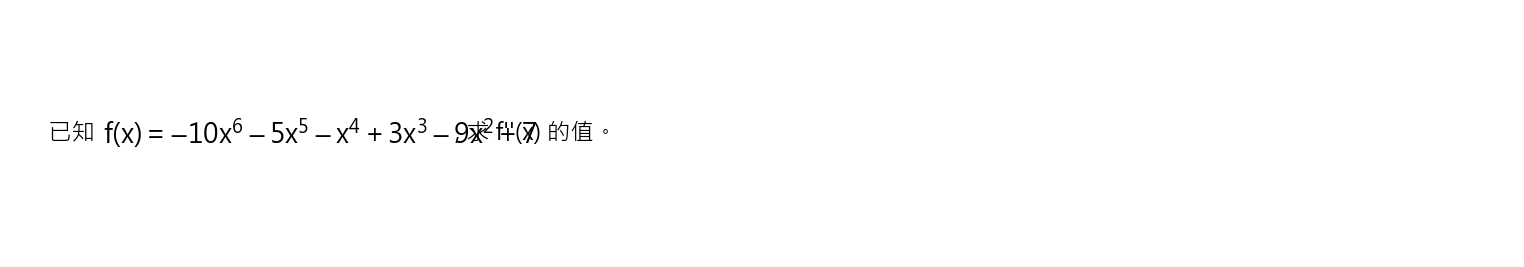 已知 f(x) = –10x⁶ – 5x⁵ – x⁴ + 3x³ – 9x² + 7 求 f''(x) 的值。